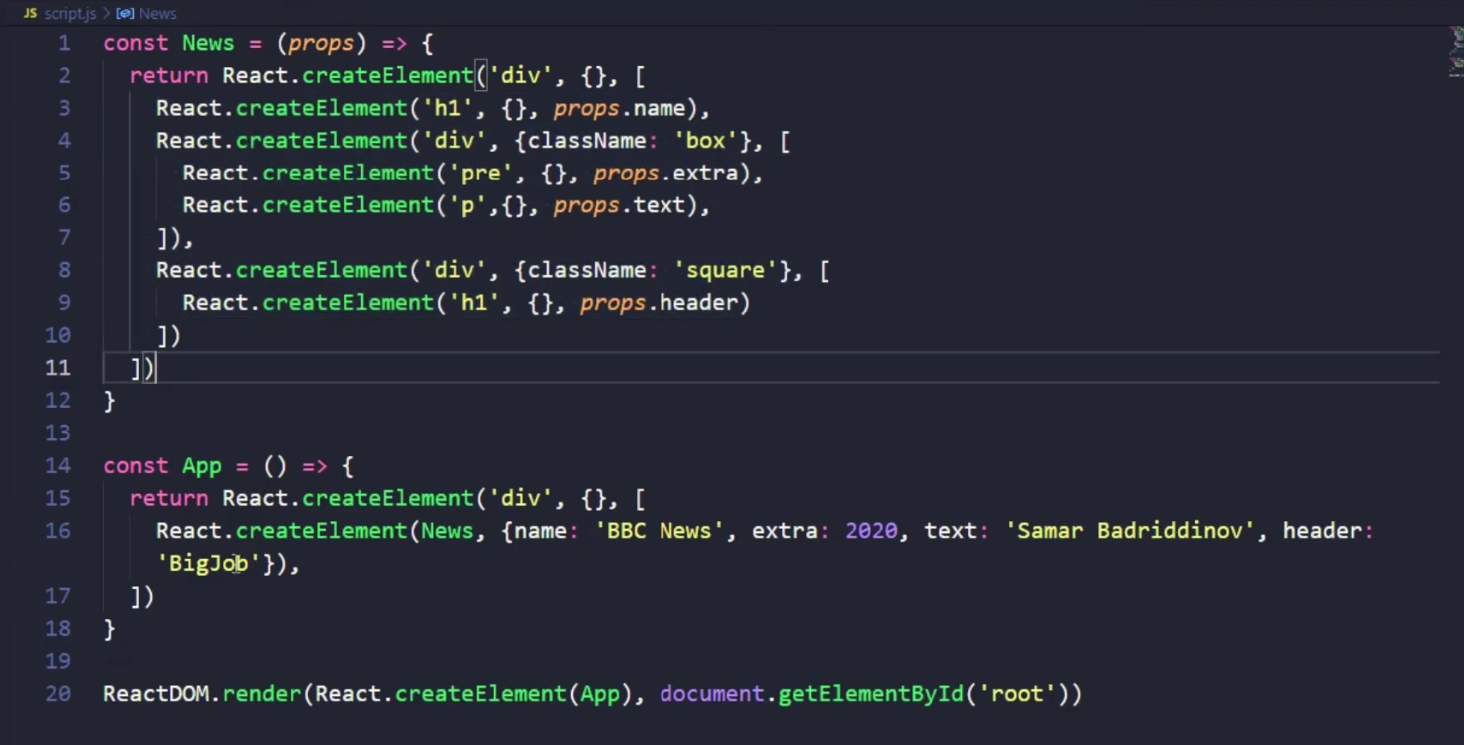 JS script.js > News
1 const News = (props) => {
2 return React.createElement('div', {}, [
3 React.createElement('h1', {}, props.name),
4 React.createElement('div', {className: 'box'}, [
5 React.createElement('pre', {}, props.extra),
6 React.createElement('p',{}, props.text),
7 ]),
8 React.createElement('div', {className: 'square'}, [
9 React.createElement('h1', {}, props.header)
10 ])
11 ])
12 }
13
14 const App = () => {
15 return React.createElement('div', {}, [
16 React.createElement(News, {name: 'BBC News', extra: 2020, text: 'Samar Badriddinov', header:
'BigJob'}),
17 ])
18 }
19
20 ReactDOM.render(React.createElement(App), document.getElementById('root'))